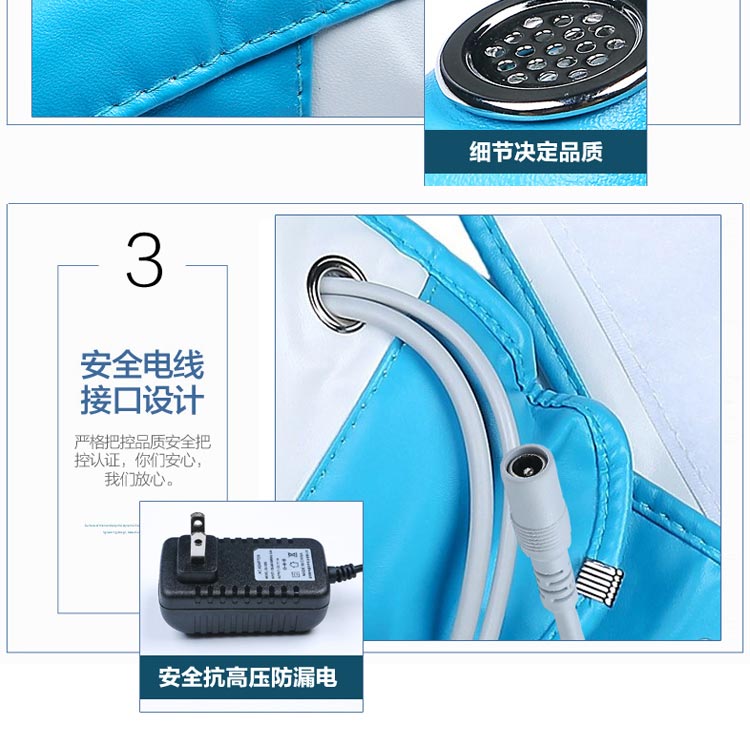 细节决定品质
3
安全电线
接口设计
严格把控品质安全把
控认证，你们安心，
我们放心。
安全抗高压防漏电